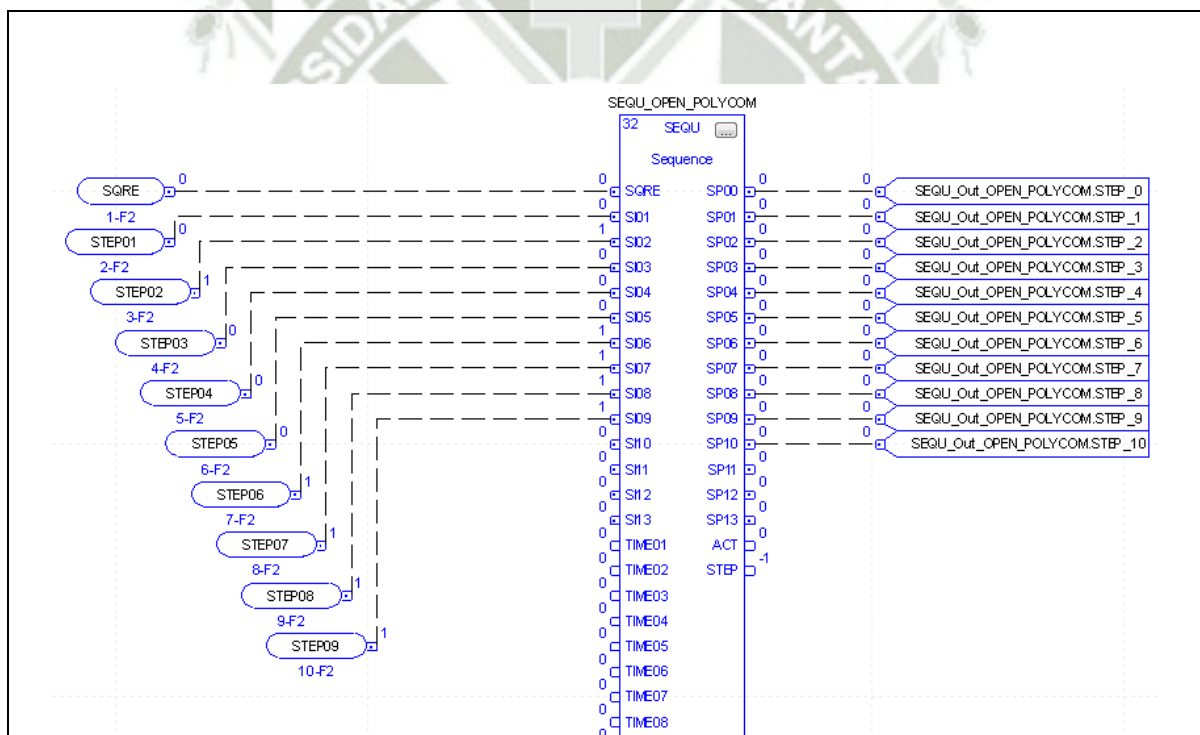 SIDA
ANTA
SEQU_OPEN_POLYCOM
32 SEQU ...
Sequence
SQRE 0
1-F2
STEP01 0
2-F2
STEP02 1
3-F2
STEP03 0
4-F2
STEP04 0
5-F2
STEP05 0
6-F2
STEP06 1
7-F2
STEP07 1
8-F2
STEP08 1
9-F2
STEP09 1
10-F2
0 SQRE SP00 0 0 SEQU_Out_OPEN_POLYCOM.STEP_0
0 SI01 SP01 0 0 SEQU_Out_OPEN_POLYCOM.STEP_1
1 SI02 SP02 0 0 SEQU_Out_OPEN_POLYCOM.STEP_2
0 SI03 SP03 0 0 SEQU_Out_OPEN_POLYCOM.STEP_3
0 SI04 SP04 0 0 SEQU_Out_OPEN_POLYCOM.STEP_4
0 SI05 SP05 0 0 SEQU_Out_OPEN_POLYCOM.STEP_5
1 SI06 SP06 0 0 SEQU_Out_OPEN_POLYCOM.STEP_6
1 SI07 SP07 0 0 SEQU_Out_OPEN_POLYCOM.STEP_7
1 SI08 SP08 0 0 SEQU_Out_OPEN_POLYCOM.STEP_8
1 SI09 SP09 0 0 SEQU_Out_OPEN_POLYCOM.STEP_9
0 SI10 SP10 0 0 SEQU_Out_OPEN_POLYCOM.STEP_10
0 SI11 SP11 0
0 SI12 SP12 0
0 SI13 SP13 0
0 TIME01 ACT 0
0 TIME02 STEP -1
0 TIME03
0 TIME04
0 TIME05
0 TIME06
0 TIME07
0 TIME08
0